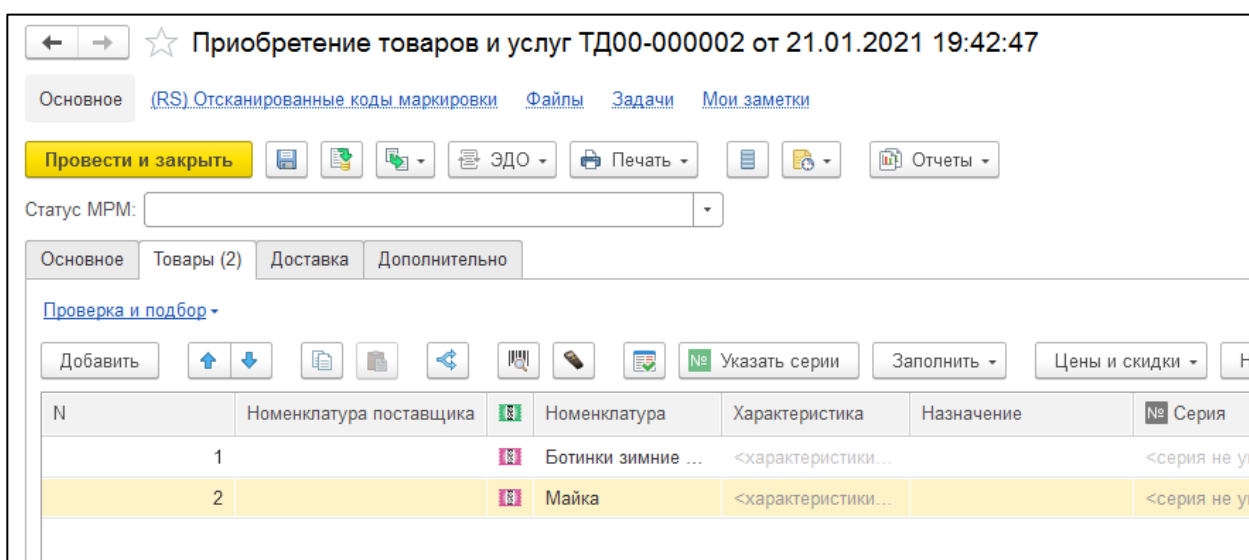 Приобретение товаров и услуг ТД00-000002 от 21.01.2021 19:42:47
Основное (RS) Отсканированные коды маркировки Файлы Задачи Мои заметки
Провести и закрыть ЭДО Печать Отчеты
Статус МРМ:
Основное Товары (2) Доставка Дополнительно
Проверка и подбор
Добавить № Указать серии Заполнить Цены и скидки Н
N Номенклатура поставщика Номенклатура Характеристика Назначение № Серия
1 Ботинки зимние ... <характеристики... <серия не у
2 Майка <характеристики... <серия не у